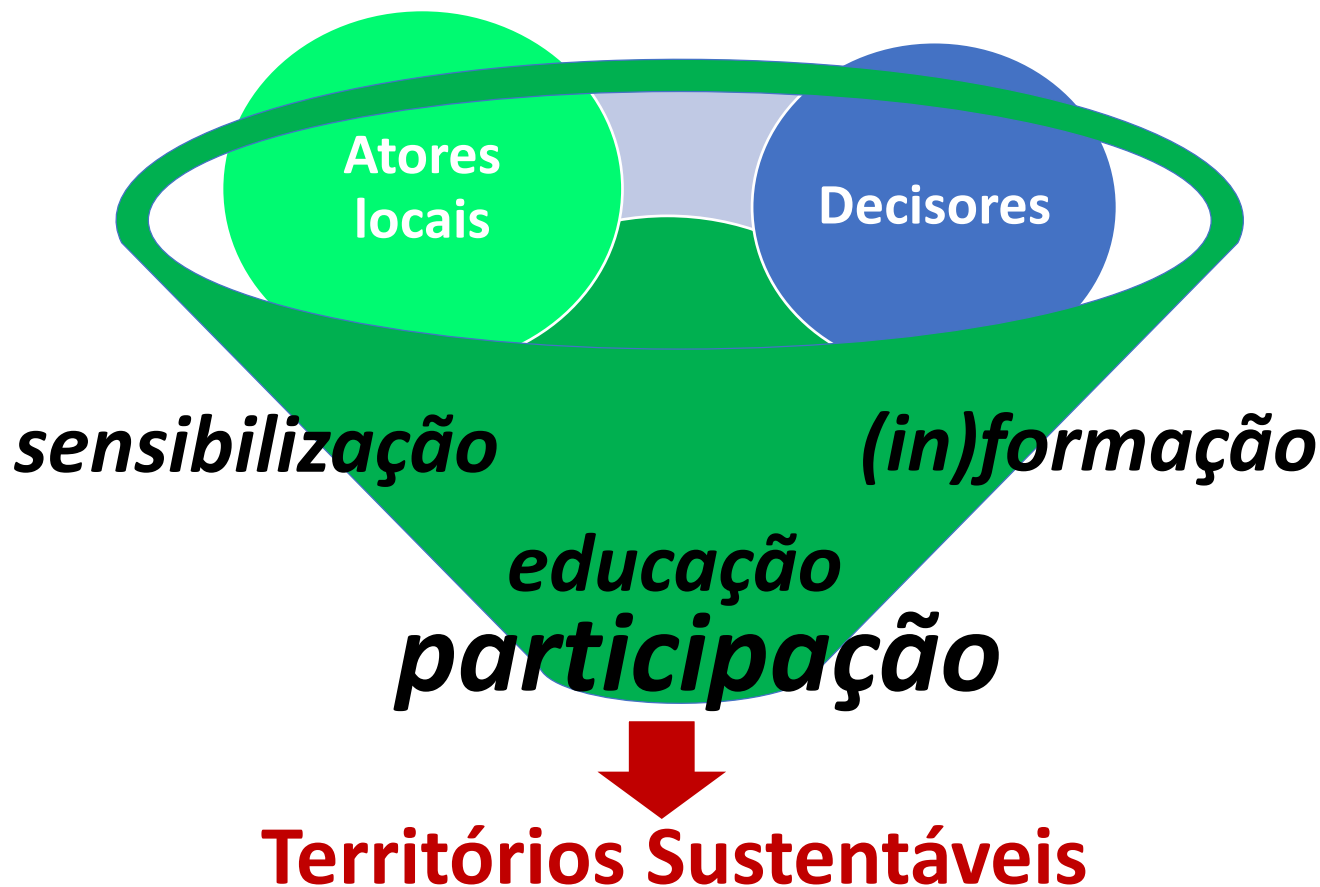 Atores
locais
Decisores
sensibilização
(in)formação
educação
participação
Territórios Sustentáveis